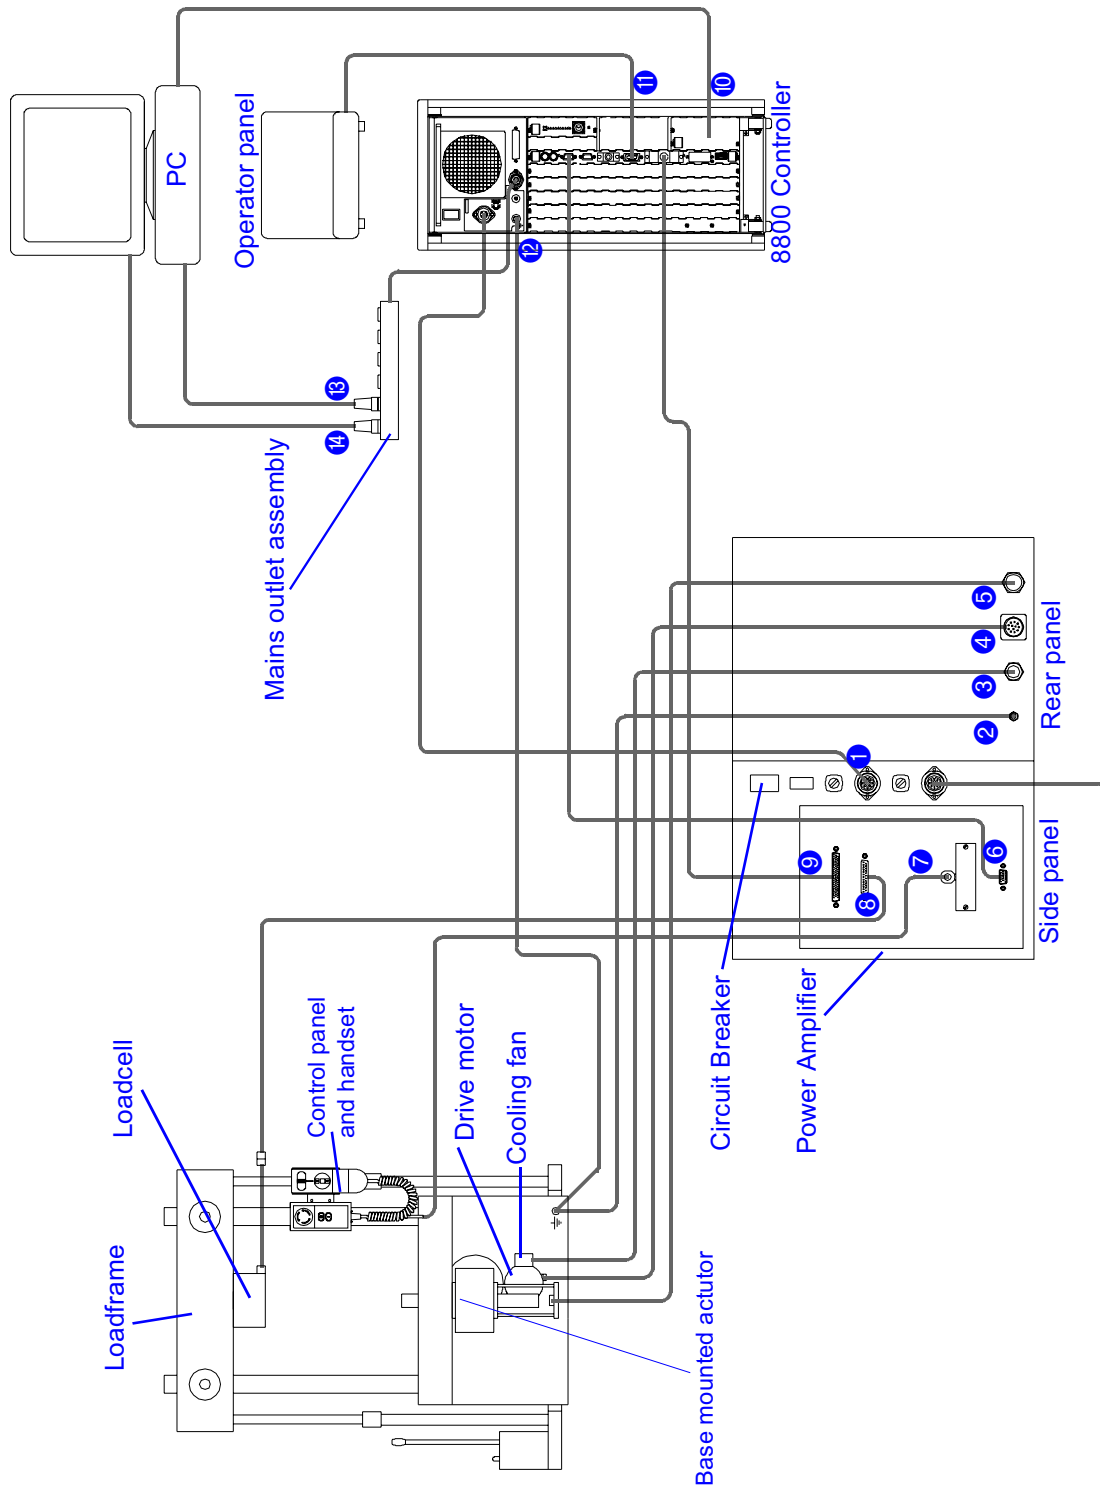 PC
Operator panel
11
10
8800 Controller
12
13
14
Mains outlet assembly
5
4
3
2
Rear panel
1
9
8
7
6
Side panel
Circuit Breaker
Power Amplifier
Loadcell
Control panel
and handset
Drive motor
Cooling fan
Loadframe
Base mounted actutor